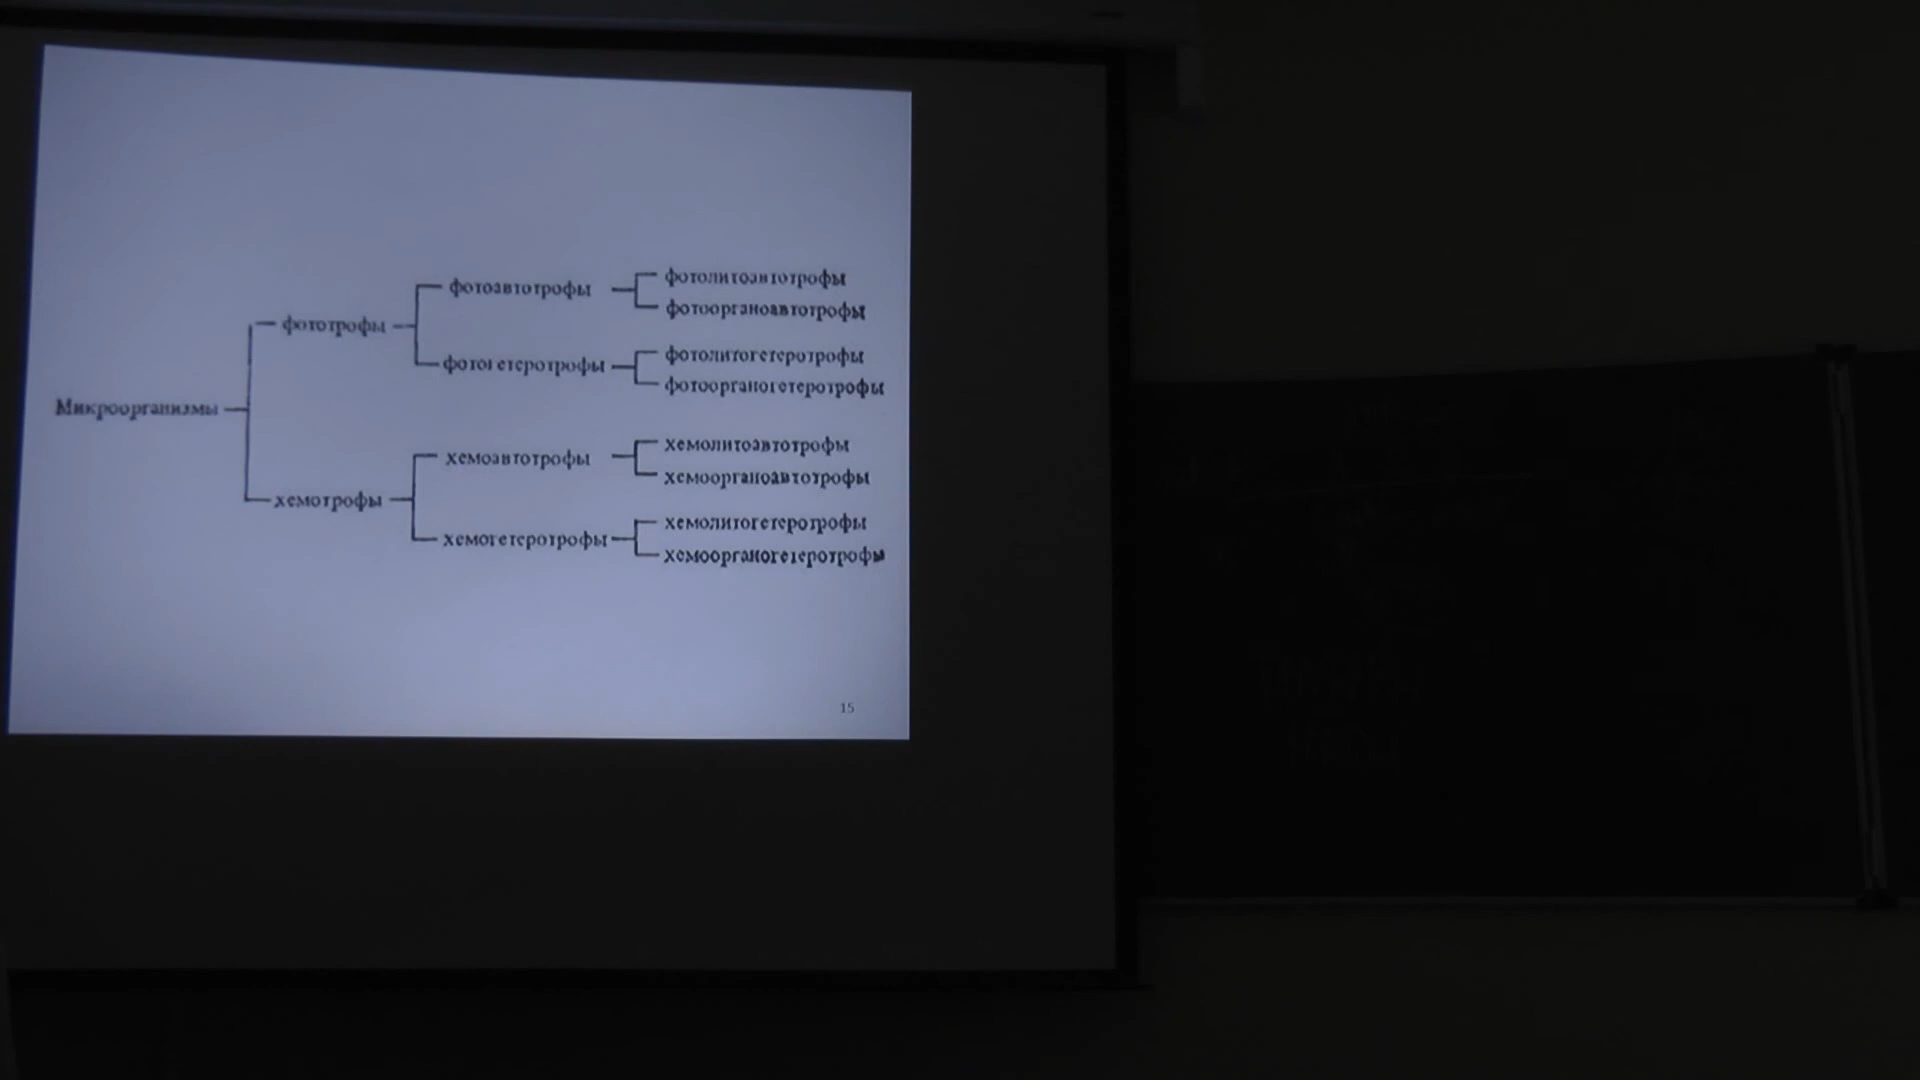 фотолитоавтотрофы
фотоавтотрофы
фотоорганоавтотрофы
фототрофы
фотолитогетеротрофы
фотогетеротрофы
фотоорганогетеротрофы
Микроорганизмы
хемолитоавтотрофы
хемоавтотрофы
хемоорганоавтотрофы
хемотрофы
хемолитогетеротрофы
хемогетеротрофы
хемоорганогетеротрофы
15